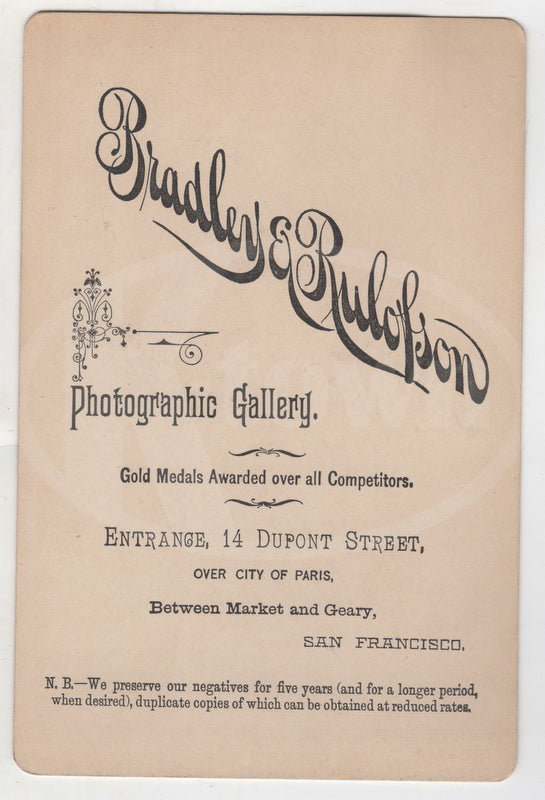 Bradley & Rulofson
Photographic Gallery.
Gold Medals Awarded over all Competitors.
ENTRANCE, 14 DUPONT STREET,
OVER CITY OF PARIS,
Between Market and Geary,
SAN FRANCISCO.
N. B.—We preserve our negatives for five years (and for a longer period,
when desired), duplicate copies of which can be obtained at reduced rates.